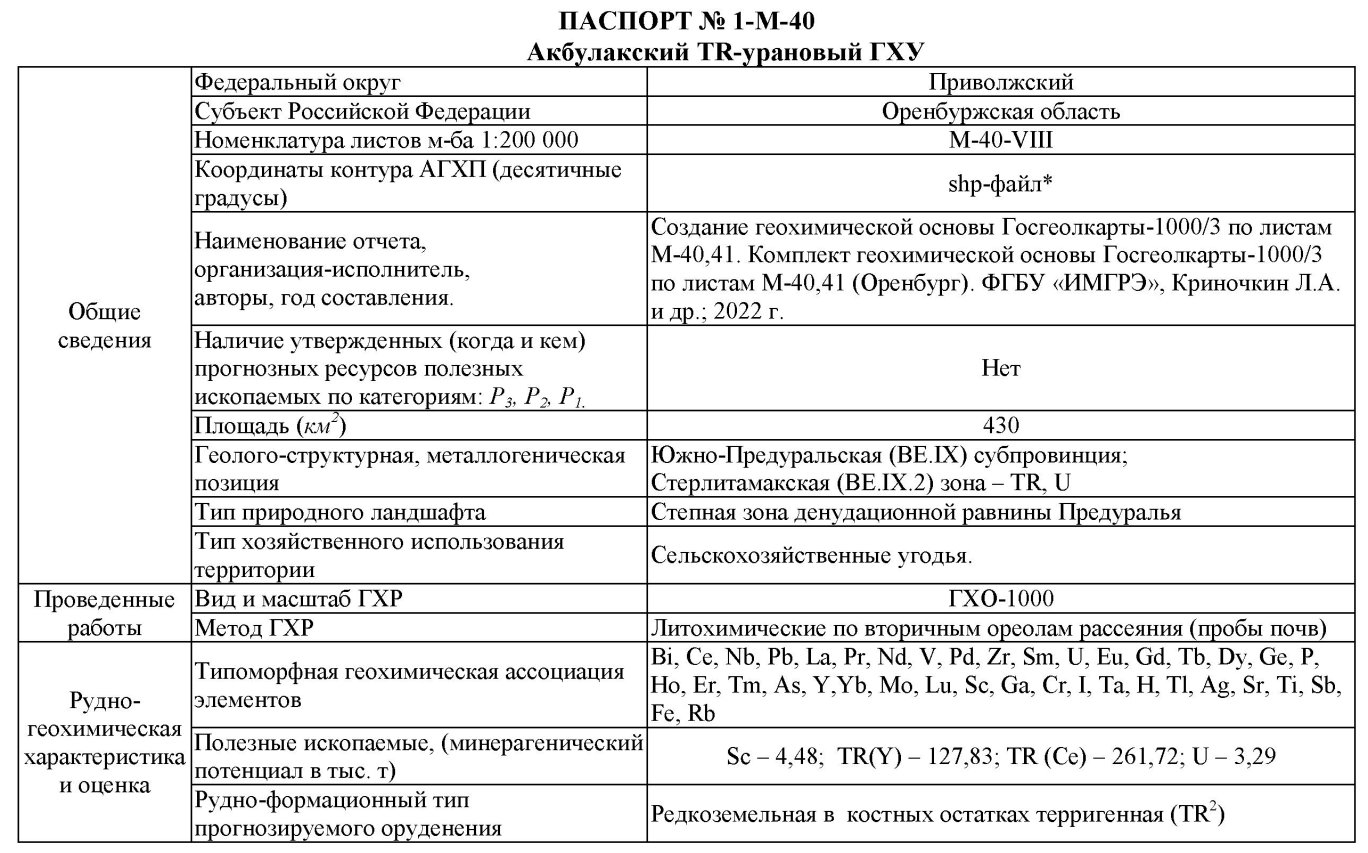 ПАСПОРТ № 1-М-40
Акбулакский TR-урановый ГХУ
Общие
сведения
Федеральный округ
Приволжский
Субъект Российской Федерации
Оренбуржская область
Номенклатура листов м-ба 1:200 000
М-40-VIII
Координаты контура АГХП (десятичные
градусы)
shp-файл*
Наименование отчета,
организация-исполнитель,
авторы, год составления.
Создание геохимической основы Госгеолкарты-1000/3 по листам
М-40,41. Комплект геохимической основы Госгеолкарты-1000/3
по листам М-40,41 (Оренбург). ФГБУ «ИМГРЭ», Криночкин Л.А.
и др.; 2022 г.
Наличие утвержденных (когда и кем)
прогнозных ресурсов полезных
ископаемых по категориям: P3, P2, P1.
Нет
Площадь (км²)
430
Геолого-структурная, металлогеническая
позиция
Южно-Предуральская (BE.IX) субпровинция;
Стерлитамакская (BE.IX.2) зона – TR, U
Тип природного ландшафта
Степная зона денудационной равнины Предуралья
Тип хозяйственного использования
территории
Сельскохозяйственные угодья.
Проведенные
работы
Вид и масштаб ГХР
ГХО-1000
Метод ГХР
Литохимические по вторичным ореолам рассеяния (пробы почв)
Рудно-
геохимическая
характеристика
и оценка
Типоморфная геохимическая ассоциация
элементов
Bi, Ce, Nb, Pb, La, Pr, Nd, V, Pd, Zr, Sm, U, Eu, Gd, Tb, Dy, Ge, P,
Ho, Er, Tm, As, Y,Yb, Mo, Lu, Sc, Ga, Cr, I, Ta, H, Tl, Ag, Sr, Ti, Sb,
Fe, Rb
Полезные ископаемые, (минерагенический
потенциал в тыс. т)
Sc – 4,48; TR(Y) – 127,83; TR (Ce) – 261,72; U – 3,29
Рудно-формационный тип
прогнозируемого оруденения
Редкоземельная в костных остатках терригенная (TR²)